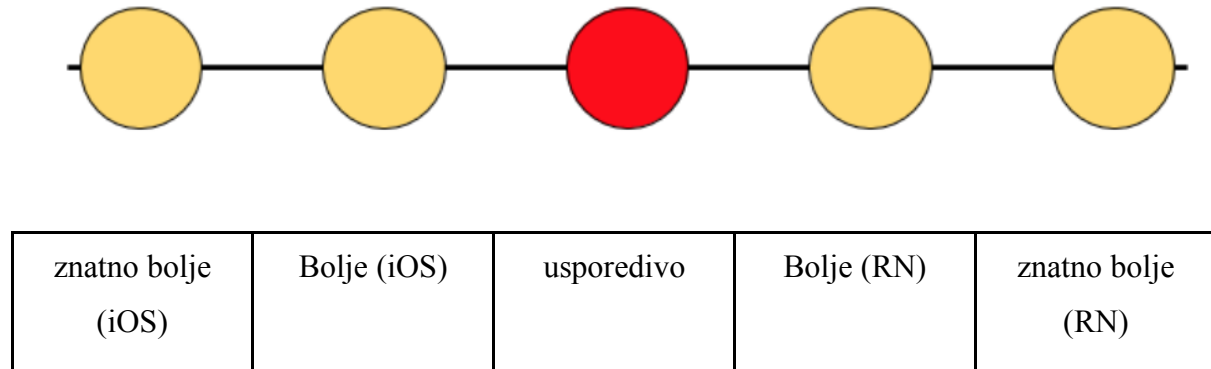 znatno bolje
(iOS)
Bolje (iOS)
usporedivo
Bolje (RN)
znatno bolje
(RN)